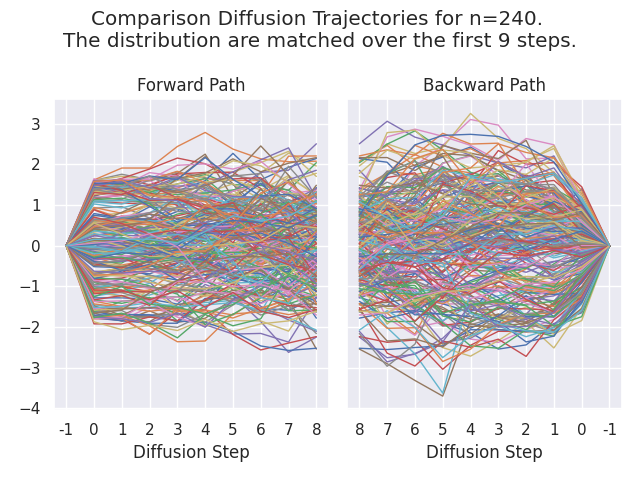 Comparison Diffusion Trajectories for n=240.
The distribution are matched over the first 9 steps.
Forward Path
Backward Path
3
2
1
0
−1
−2
−3
−4
-1 0 1 2 3 4 5 6 7 8
8 7 6 5 4 3 2 1 0 -1
Diffusion Step
Diffusion Step